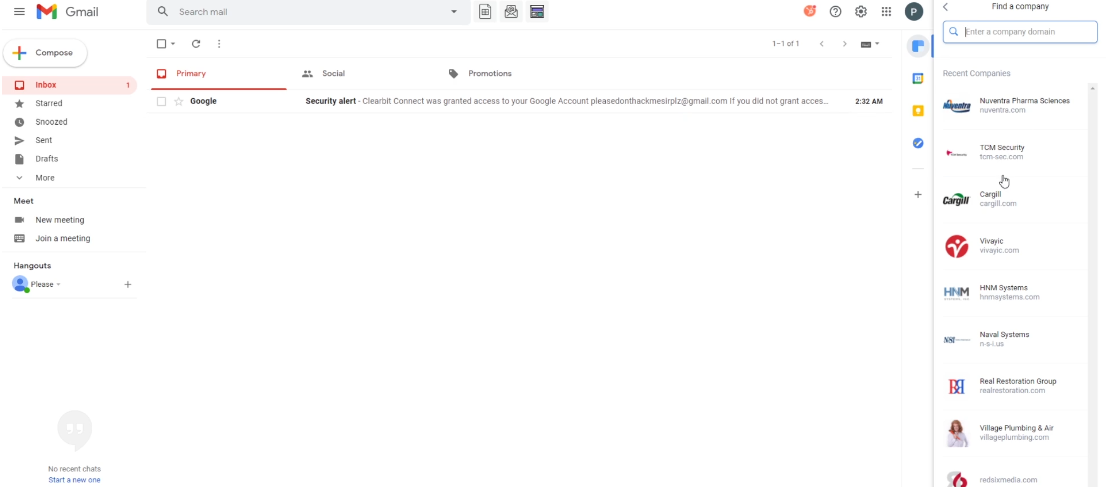 Gmail
Search mail
P
Find a company
Enter a company domain
Compose
1–1 of 1
Inbox 1
Starred
Snoozed
Sent
Drafts
More
Primary
Social
Promotions
Google
Security alert - Clearbit Connect was granted access to your Google Account pleasedonthackmesirplz@gmail.com If you did not grant acces...
2:32 AM
Meet
New meeting
Join a meeting
Hangouts
Please
No recent chats
Start a new one
Recent Companies
Nuventra
Nuventra Pharma Sciences
nuventra.com
TCM Security
tcm-sec.com
Cargill
Cargill
cargill.com
Vivayic
vivayic.com
HNM
HNM Systems
hnmsystems.com
NSI
Naval Systems
n-s-i.us
Real Restoration Group
realrestoration.com
Village Plumbing & Air
villageplumbing.com
redsixmedia.com